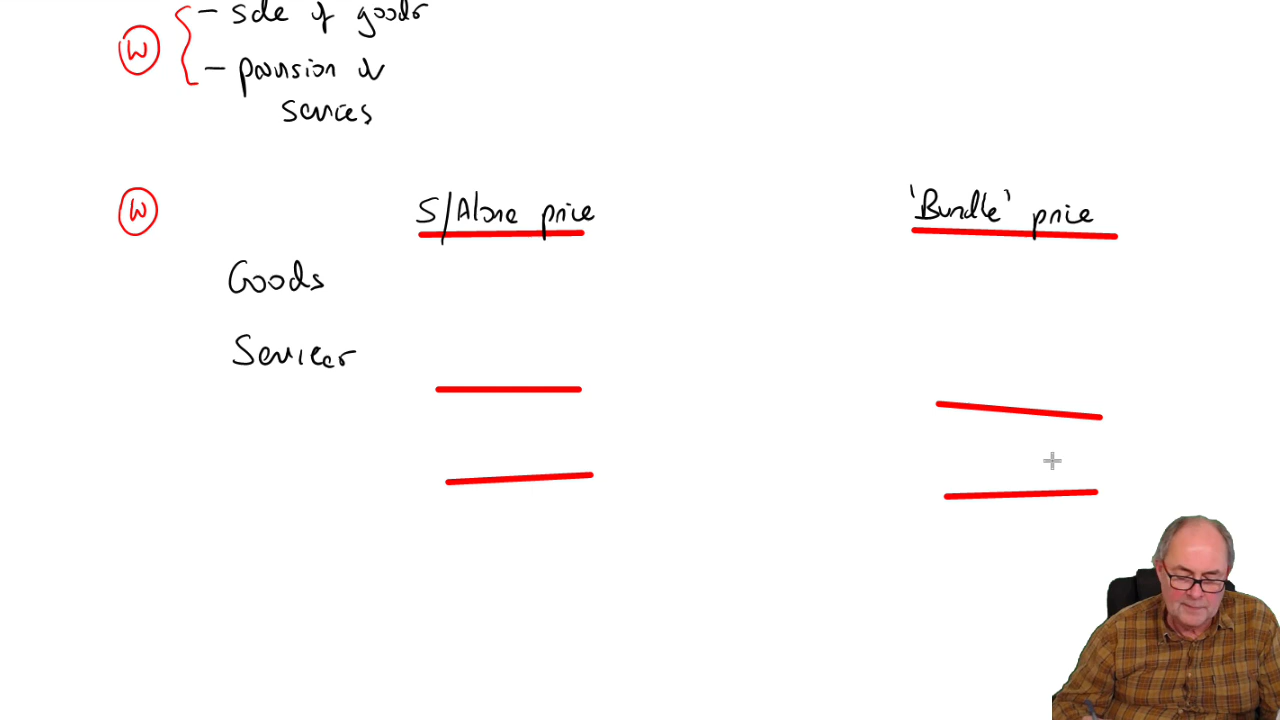 W
- sale of goods
- provision of
services
W
S/Alone price
'Bundle' price
Goods
Services